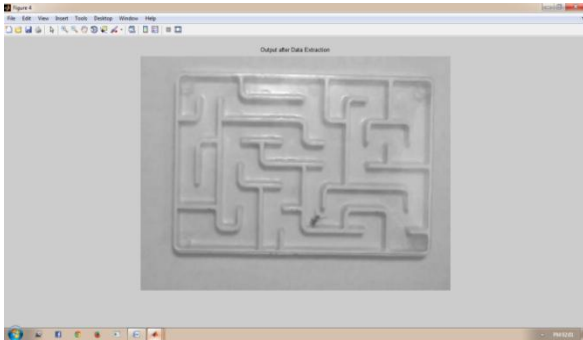 Figure 4
File Edit View Insert Tools Desktop Window Help
Output after Data Extraction